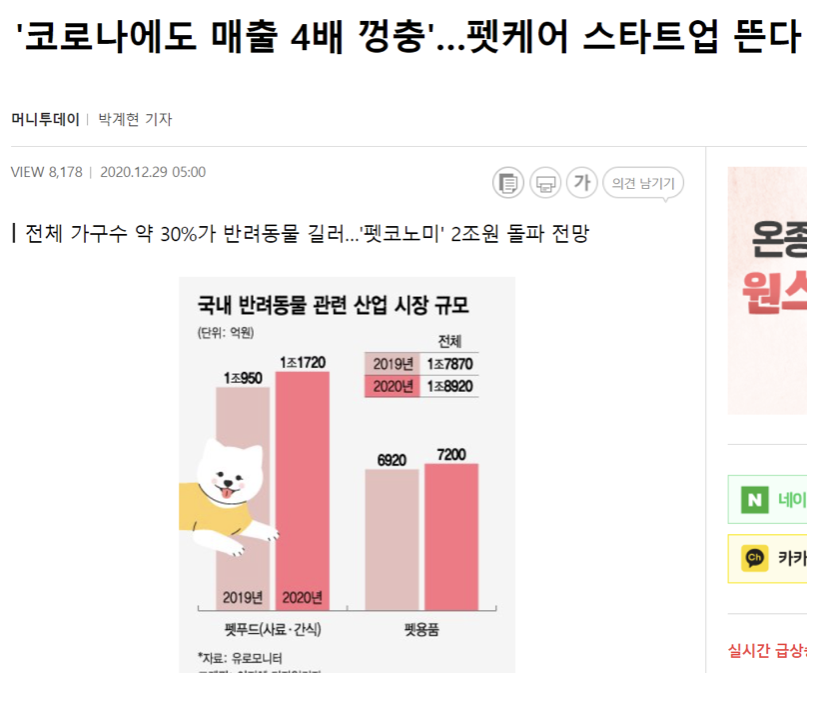 '코로나에도 매출 4배 껑충'...펫케어 스타트업 뜬다
머니투데이 | 박계현 기자
VIEW 8,178 | 2020.12.29 05:00
가 의견 남기기
전체 가구수 약 30%가 반려동물 길러...'펫코노미' 2조원 돌파 전망
온종
원스
국내 반려동물 관련 산업 시장 규모
(단위: 억원)
전체
2019년 1조7870
2020년 1조8920
1조950 1조1720
6920 7200
2019년 2020년
펫푸드(사료·간식) 펫용품
*자료: 유로모니터
N 네이
Ch 카카
실시간 급상승